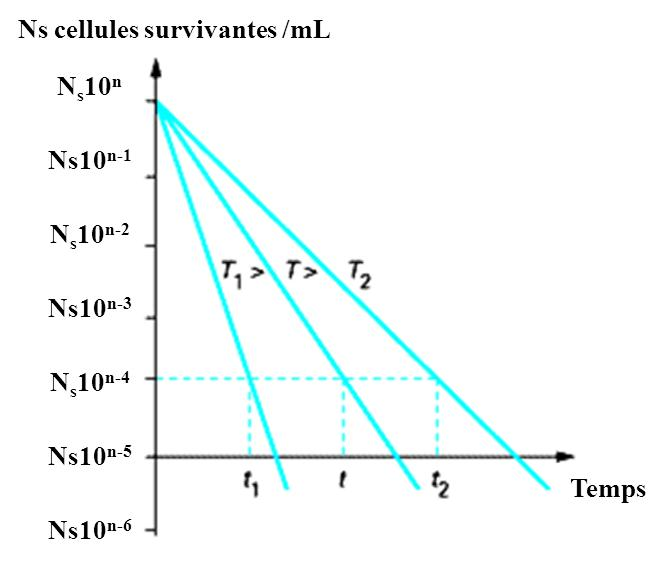 Ns cellules survivantes /mL
Nₛ10ⁿ
Ns10ⁿ⁻¹
Nₛ10ⁿ⁻²
T₁ > T > T₂
Ns10ⁿ⁻³
Nₛ10ⁿ⁻⁴
Ns10ⁿ⁻⁵
t₁ t t₂ Temps
Ns10ⁿ⁻⁶